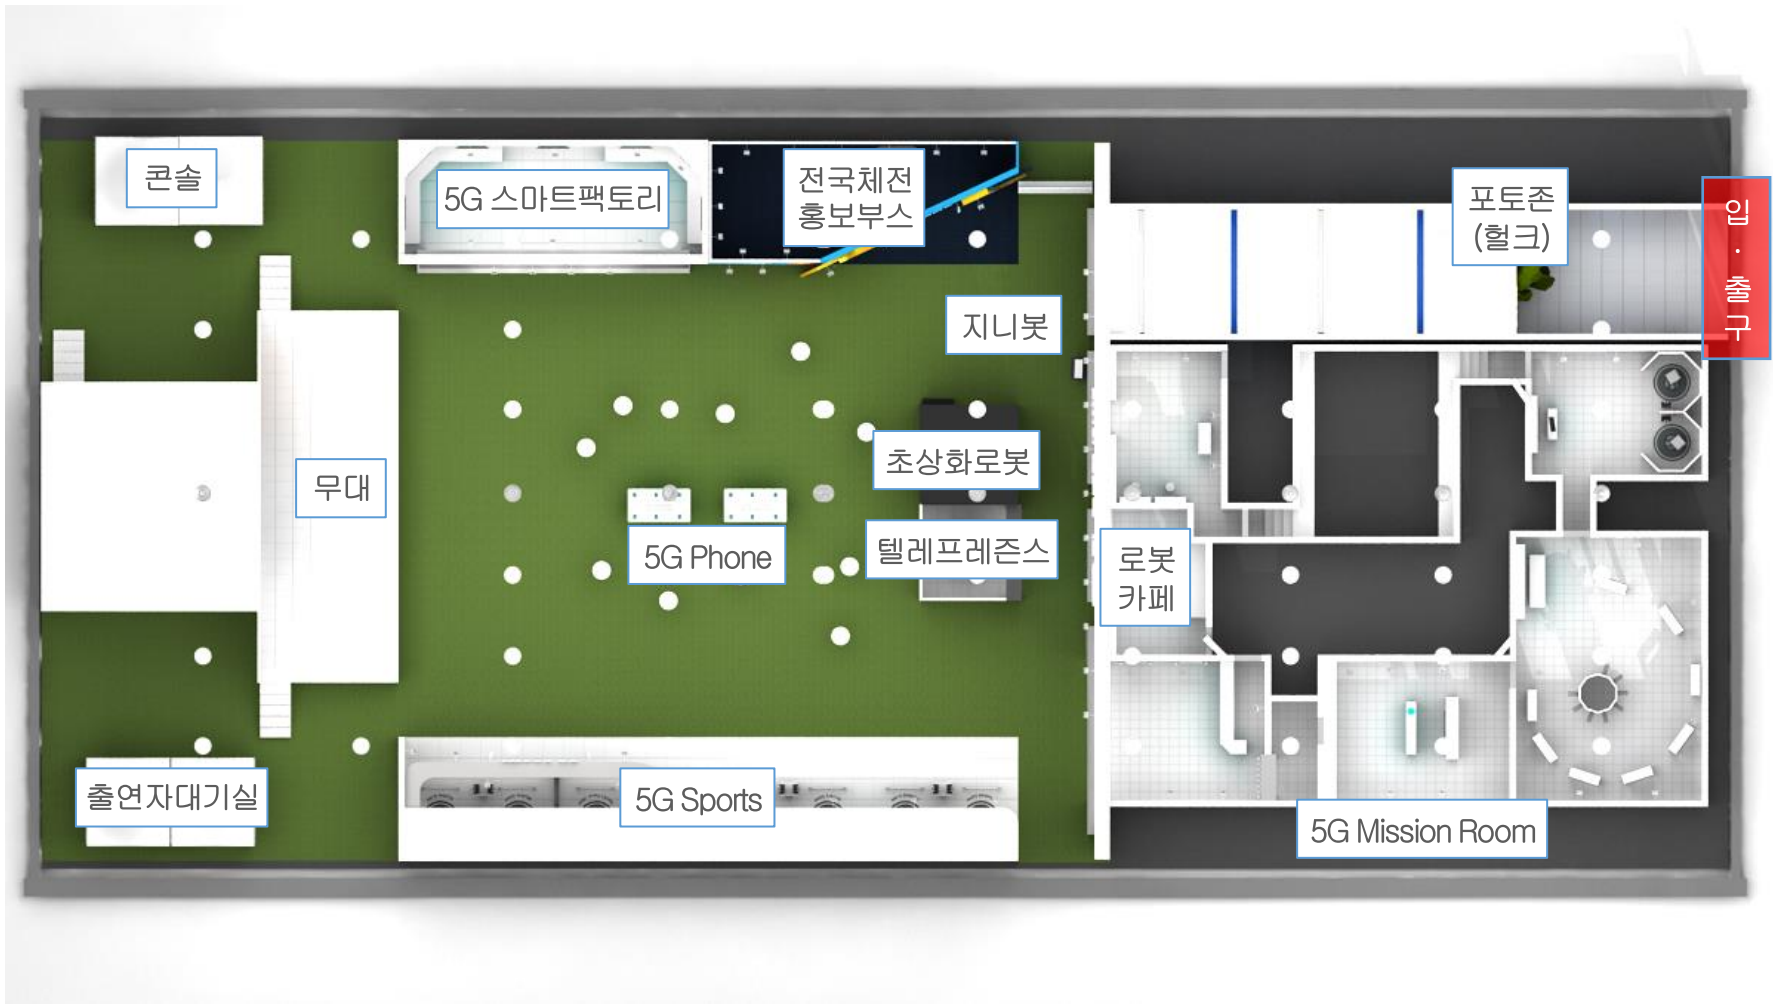 콘솔
5G 스마트팩토리
전국체전
홍보부스
포토존
(헐크)
입
·
출
구
지니봇
무대
초상화로봇
5G Phone
텔레프레즌스
로봇
카페
출연자대기실
5G Sports
5G Mission Room